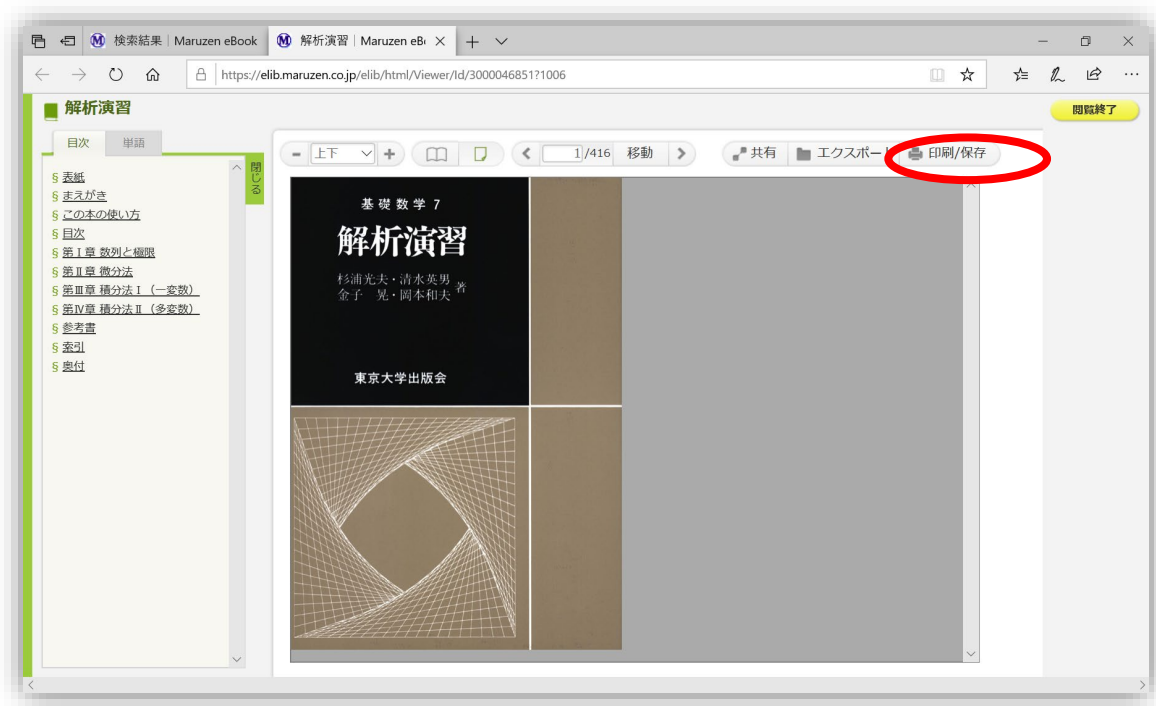 検索結果 | Maruzen eBook
解析演習 | Maruzen eBo
https://elib.maruzen.co.jp/elib/html/Viewer/Id/3000046851?1006
解析演習
閲覧終了
目次 単語
閉じる
上下
1/416 移動
共有 エクスポート 印刷/保存
§ 表紙
§ まえがき
§ この本の使い方
§ 目次
§ 第Ⅰ章 数列と極限
§ 第Ⅱ章 微分法
§ 第Ⅲ章 積分法Ⅰ（一変数）
§ 第Ⅳ章 積分法Ⅱ（多変数）
§ 参考書
§ 索引
§ 奥付
基礎数学 7
解析演習
杉浦光夫・清水英男
金子 晃・岡本和夫 著
東京大学出版会